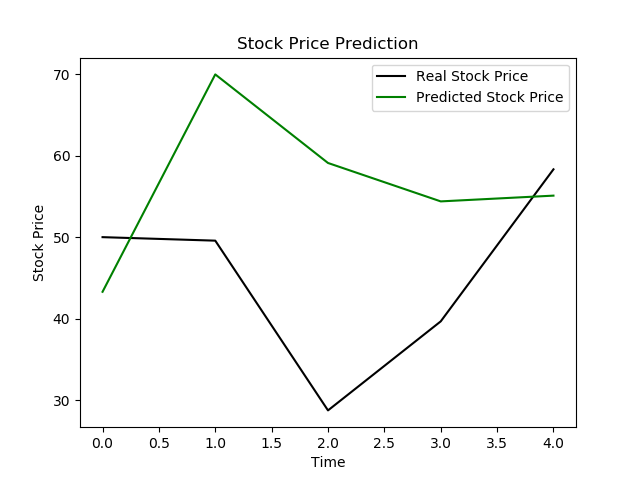 Stock Price Prediction
Real Stock Price
Predicted Stock Price
Stock Price
70
60
50
40
30
0.0 0.5 1.0 1.5 2.0 2.5 3.0 3.5 4.0
Time